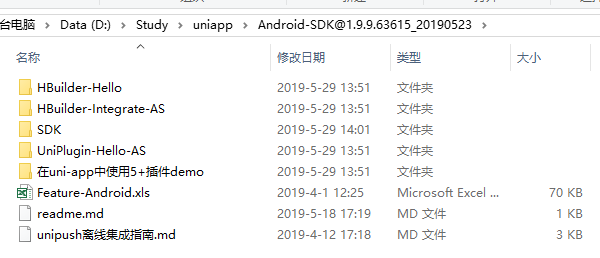 台电脑 > Data (D:) > Study > uniapp > Android-SDK@1.9.9.63615_20190523 >
名称 修改日期 类型 大小
HBuilder-Hello 2019-5-29 13:51 文件夹
HBuilder-Integrate-AS 2019-5-29 13:51 文件夹
SDK 2019-5-29 14:01 文件夹
UniPlugin-Hello-AS 2019-5-29 13:51 文件夹
在uni-app中使用5+插件demo 2019-5-29 13:51 文件夹
Feature-Android.xls 2019-4-1 12:25 Microsoft Excel ... 70 KB
readme.md 2019-5-18 17:19 MD 文件 1 KB
unipush离线集成指南.md 2019-4-12 17:18 MD 文件 3 KB